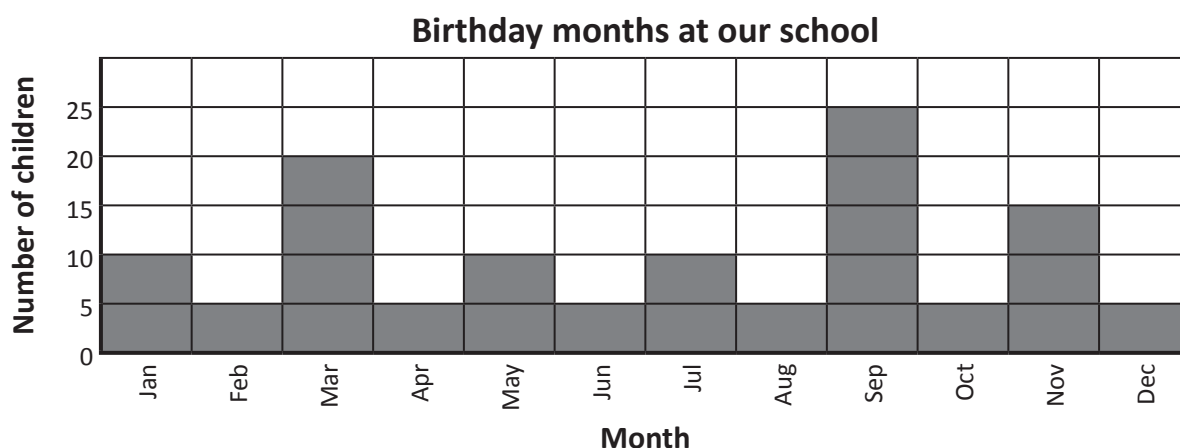 Birthday months at our school
Number of children
25
20
15
10
5
0
Jan Feb Mar Apr May Jun Jul Aug Sep Oct Nov Dec
Month